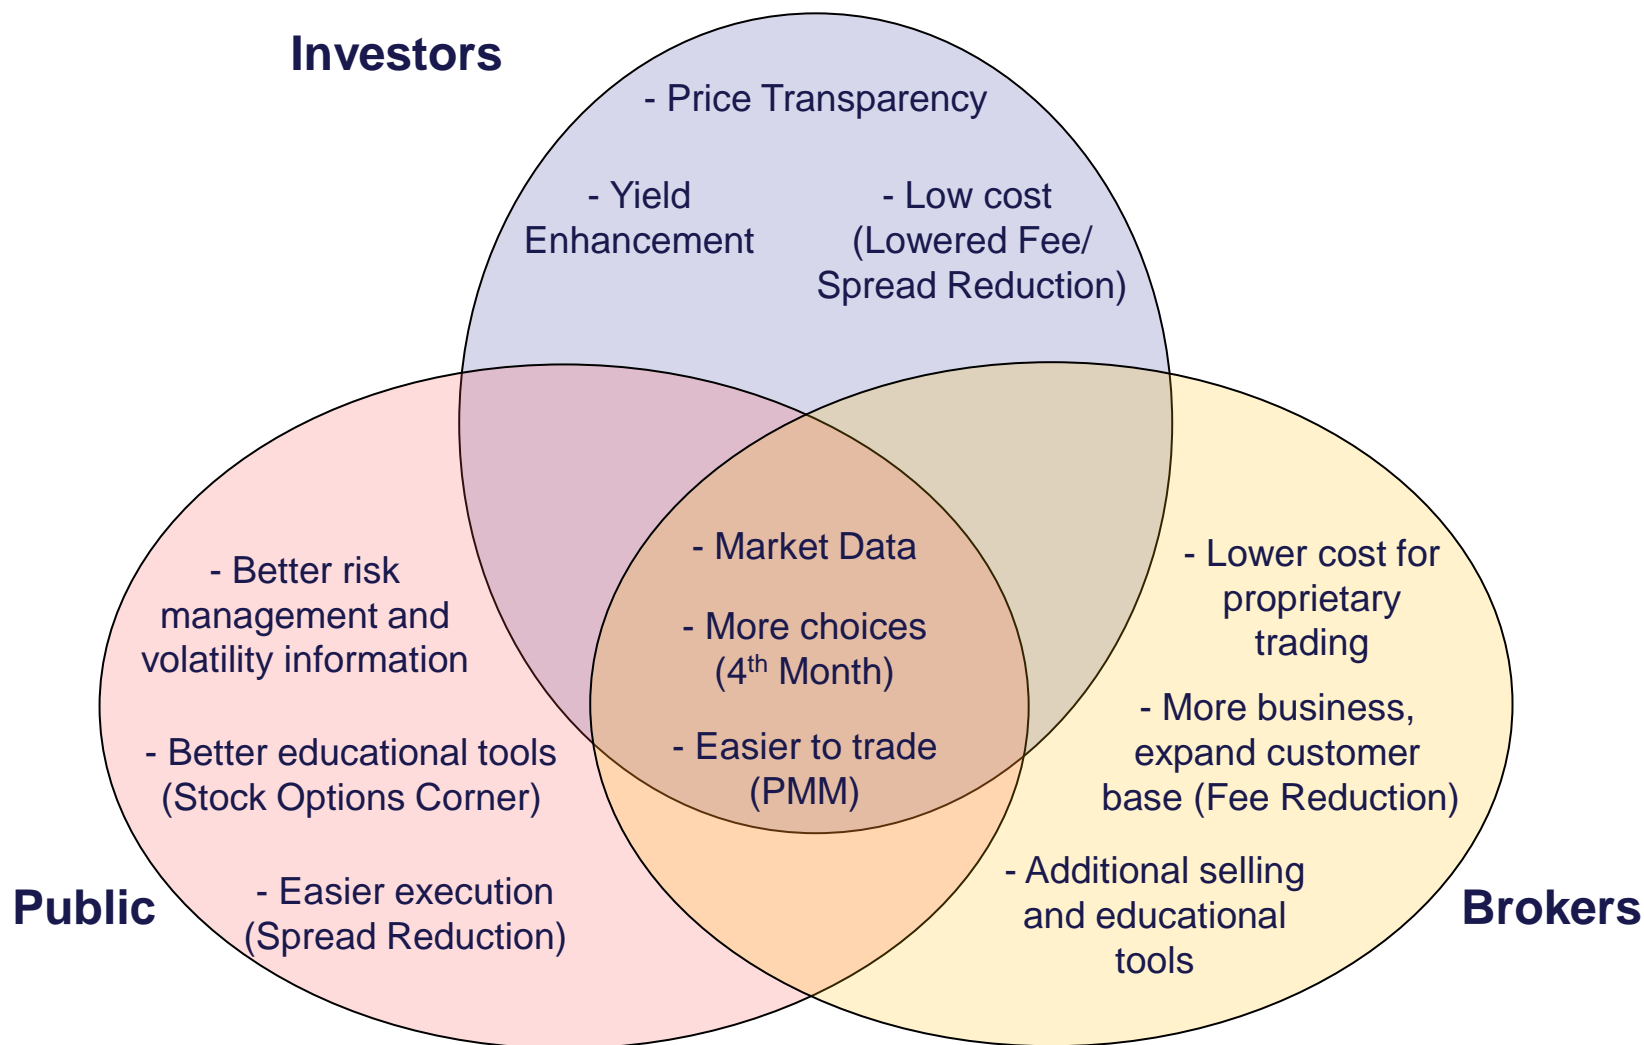 Investors
- Price Transparency
- Yield
Enhancement
- Low cost
(Lowered Fee/
Spread Reduction)
- Market Data
- More choices
(4th Month)
- Easier to trade
(PMM)
- Better risk
management and
volatility information
- Better educational tools
(Stock Options Corner)
- Easier execution
(Spread Reduction)
Public
- Lower cost for
proprietary
trading
- More business,
expand customer
base (Fee Reduction)
- Additional selling
and educational
tools
Brokers